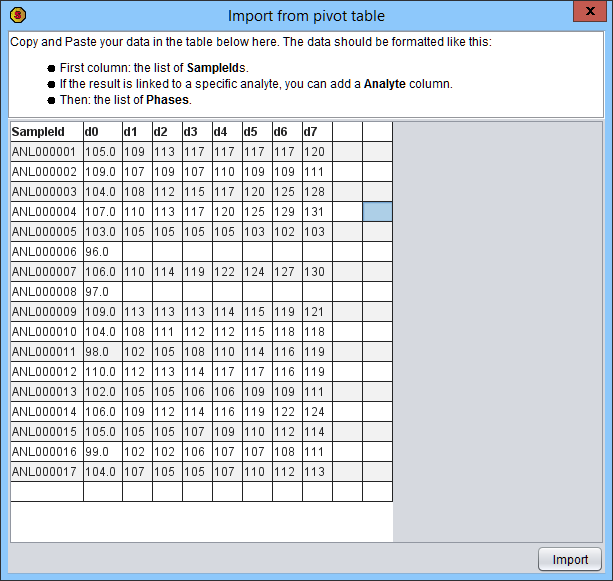 Import from pivot table
x
Copy and Paste your data in the table below here. The data should be formatted like this:
● First column: the list of SampleIds.
● If the result is linked to a specific analyte, you can add a Analyte column.
● Then: the list of Phases.
SampleId d0 d1 d2 d3 d4 d5 d6 d7
ANL000001 105.0 109 113 117 117 117 117 120
ANL000002 109.0 107 109 107 110 109 109 111
ANL000003 104.0 108 112 115 117 120 125 128
ANL000004 107.0 110 113 117 120 125 129 131
ANL000005 103.0 105 105 105 105 103 102 103
ANL000006 96.0
ANL000007 106.0 110 114 119 122 124 127 130
ANL000008 97.0
ANL000009 109.0 113 113 113 114 115 119 121
ANL000010 104.0 108 111 112 112 115 118 118
ANL000011 98.0 102 105 108 110 114 116 119
ANL000012 110.0 112 113 114 117 117 116 119
ANL000013 102.0 105 105 106 106 109 109 111
ANL000014 106.0 109 112 114 116 119 122 124
ANL000015 105.0 105 105 107 109 110 112 114
ANL000016 99.0 102 102 106 107 107 108 111
ANL000017 104.0 107 105 105 107 110 112 113
Import